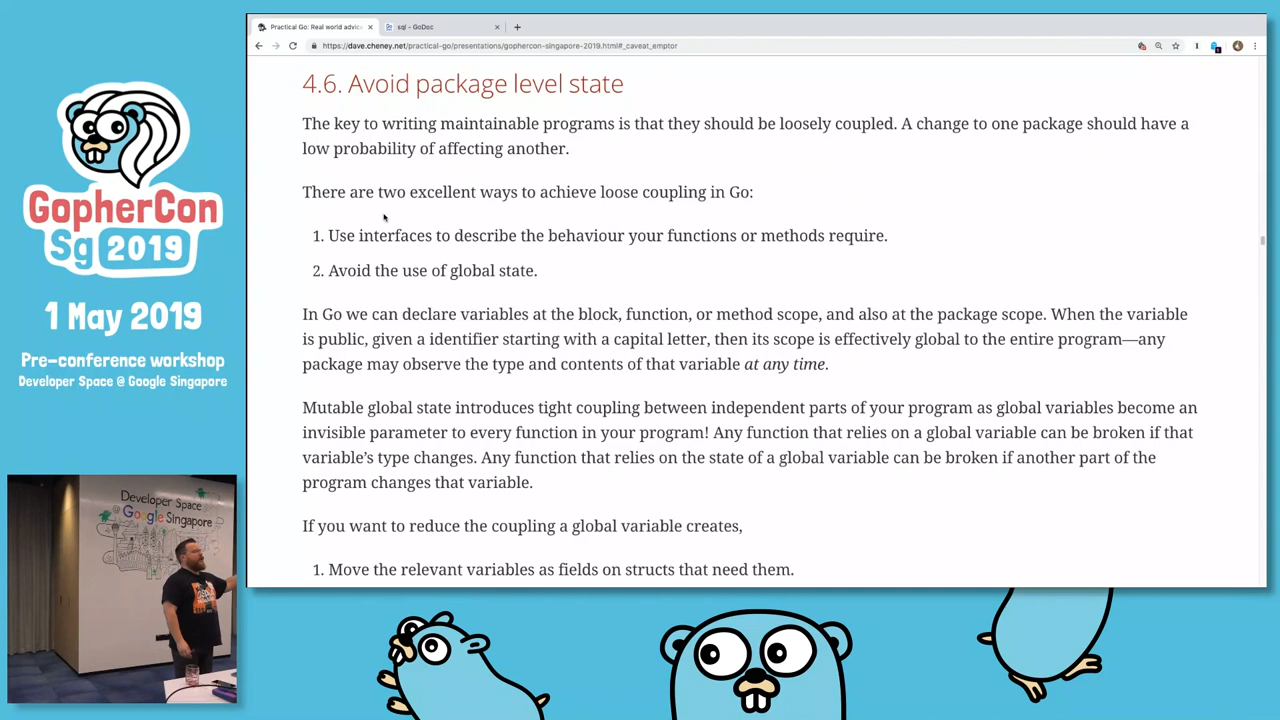 Practical Go: Real world advic
sql - GoDoc
https://dave.cheney.net/practical-go/presentations/gophercon-singapore-2019.html#_caveat_emptor
4.6. Avoid package level state
The key to writing maintainable programs is that they should be loosely coupled. A change to one package should have a
low probability of affecting another.
There are two excellent ways to achieve loose coupling in Go:
1. Use interfaces to describe the behaviour your functions or methods require.
2. Avoid the use of global state.
In Go we can declare variables at the block, function, or method scope, and also at the package scope. When the variable
is public, given a identifier starting with a capital letter, then its scope is effectively global to the entire program—any
package may observe the type and contents of that variable at any time.
Mutable global state introduces tight coupling between independent parts of your program as global variables become an
invisible parameter to every function in your program! Any function that relies on a global variable can be broken if that
variable's type changes. Any function that relies on the state of a global variable can be broken if another part of the
program changes that variable.
If you want to reduce the coupling a global variable creates,
1. Move the relevant variables as fields on structs that need them.
GopherCon
Sg 2019
1 May 2019
Pre-conference workshop
Developer Space @ Google Singapore
Developer Space
@ Google Singapore